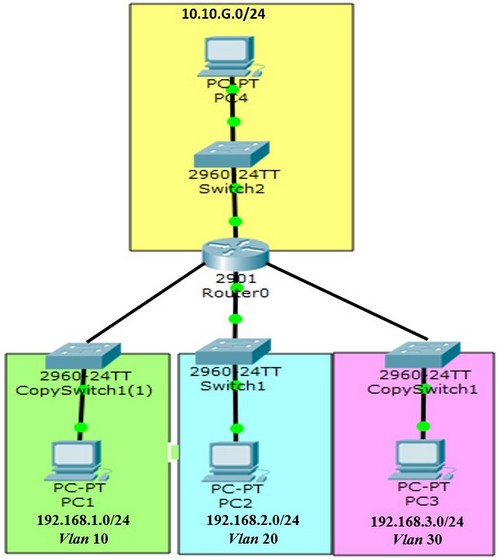 10.10.G.0/24
PC-PT
PC4
2960-24TT
Switch2
2901
Router0
2960-24TT
CopySwitch1(1)
2960-24TT
Switch1
2960-24TT
CopySwitch1
PC-PT
PC1
PC-PT
PC2
PC-PT
PC3
192.168.1.0/24
Vlan 10
192.168.2.0/24
Vlan 20
192.168.3.0/24
Vlan 30